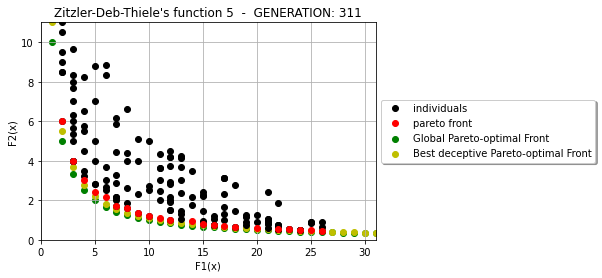 Zitzler-Deb-Thiele's function 5 - GENERATION: 311
F2(x)
10
8
6
4
2
0
0 5 10 15 20 25 30
F1(x)
individuals
pareto front
Global Pareto-optimal Front
Best deceptive Pareto-optimal Front